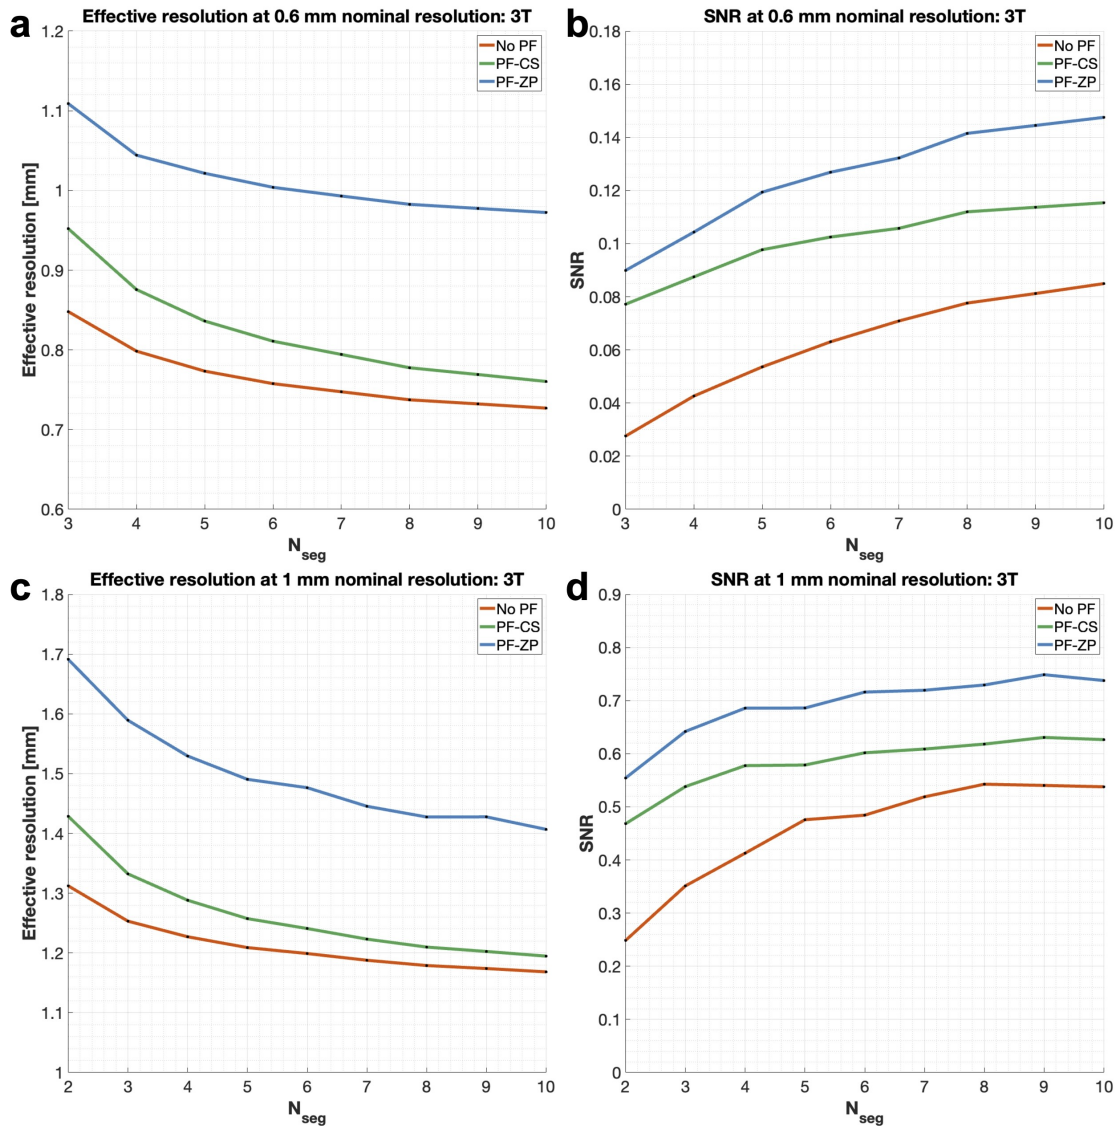 a
Effective resolution at 0.6 mm nominal resolution: 3T
1.2
1.1
1
0.9
0.8
0.7
0.6
Effective resolution [mm]
No PF
PF-CS
PF-ZP
3 4 5 6 7 8 9 10
Nseg
b
SNR at 0.6 mm nominal resolution: 3T
0.18
0.16
0.14
0.12
0.1
0.08
0.06
0.04
0.02
0
SNR
No PF
PF-CS
PF-ZP
3 4 5 6 7 8 9 10
Nseg
c
Effective resolution at 1 mm nominal resolution: 3T
1.8
1.7
1.6
1.5
1.4
1.3
1.2
1.1
1
Effective resolution [mm]
No PF
PF-CS
PF-ZP
2 3 4 5 6 7 8 9 10
Nseg
d
SNR at 1 mm nominal resolution: 3T
0.9
0.8
0.7
0.6
0.5
0.4
0.3
0.2
0.1
0
SNR
No PF
PF-CS
PF-ZP
2 3 4 5 6 7 8 9 10
Nseg